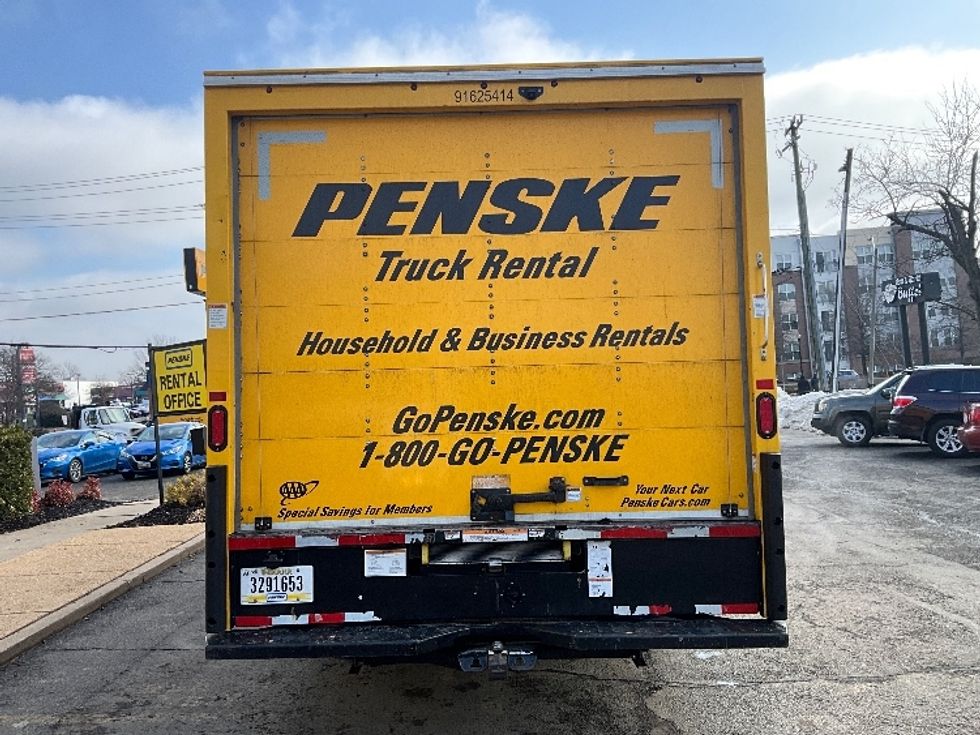 91625414
PENSKE
Truck Rental
Household & Business Rentals
GoPenske.com
1-800-GO-PENSKE
AAA
Special Savings for Members
Your Next Car
PenskeCars.com
PENSKE
RENTAL
OFFICE
INDIANA
3291653